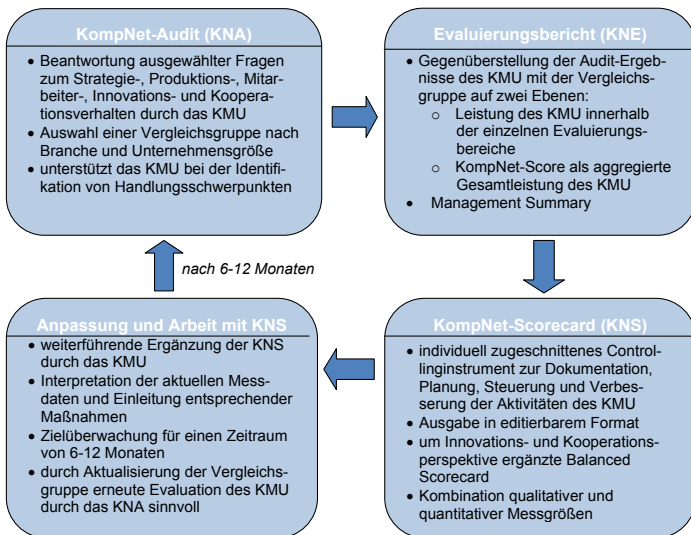 KompNet-Audit (KNA)
• Beantwortung ausgewählter Fragen
zum Strategie-, Produktions-, Mitar-
beiter-, Innovations- und Koopera-
tionsverhalten durch das KMU
• Auswahl einer Vergleichsgruppe nach
Branche und Unternehmensgröße
• unterstützt das KMU bei der Identifi-
kation von Handlungsschwerpunkten
Evaluierungsbericht (KNE)
• Gegenüberstellung der Audit-Ergeb-
nisse des KMU mit der Vergleichs-
gruppe auf zwei Ebenen:
o Leistung des KMU innerhalb
der einzelnen Evaluierungs-
bereiche
o KompNet-Score als aggregierte
Gesamtleistung des KMU
• Management Summary
nach 6-12 Monaten
Anpassung und Arbeit mit KNS
• weiterführende Ergänzung der KNS
durch das KMU
• Interpretation der aktuellen Mess-
daten und Einleitung entsprechender
Maßnahmen
• Zielüberwachung für einen Zeitraum
von 6-12 Monaten
• durch Aktualisierung der Vergleichs-
gruppe erneute Evaluation des KMU
durch das KNA sinnvoll
KompNet-Scorecard (KNS)
• individuell zugeschnittenes Control-
linginstrument zur Dokumentation,
Planung, Steuerung und Verbes-
serung der Aktivitäten des KMU
• Ausgabe in editierbarem Format
• um Innovations- und Kooperations-
perspektive ergänzte Balanced
Scorecard
• Kombination qualitativer und
quantitativer Messgrößen